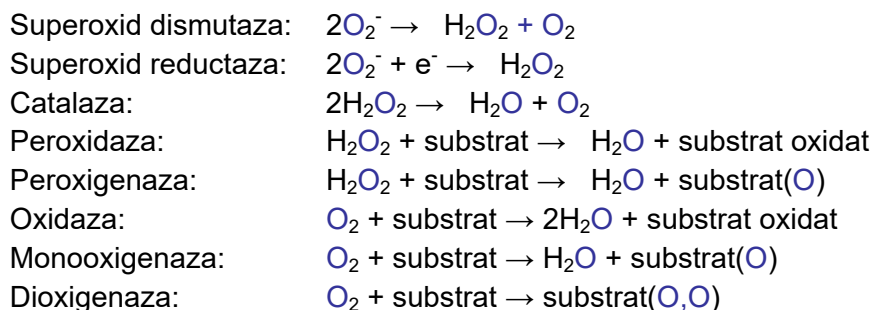 Superoxid dismutaza: 2O₂⁻ → H₂O₂ + O₂
Superoxid reductaza: 2O₂⁻ + e⁻ → H₂O₂
Catalaza: 2H₂O₂ → H₂O + O₂
Peroxidaza: H₂O₂ + substrat → H₂O + substrat oxidat
Peroxigenaza: H₂O₂ + substrat → H₂O + substrat(O)
Oxidaza: O₂ + substrat → 2H₂O + substrat oxidat
Monooxigenaza: O₂ + substrat → H₂O + substrat(O)
Dioxigenaza: O₂ + substrat → substrat(O,O)